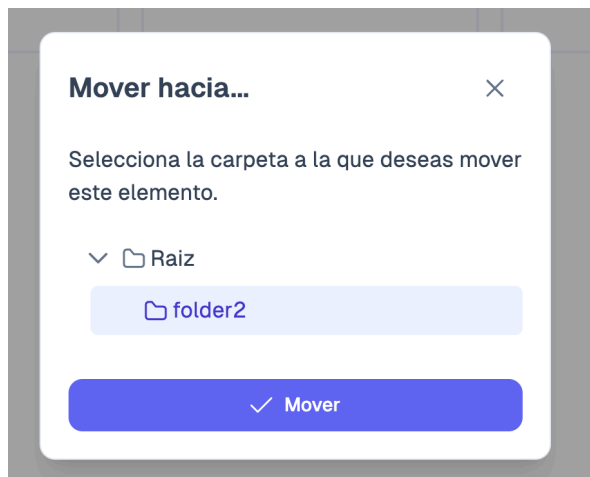 Mover hacia...
Selecciona la carpeta a la que deseas mover
este elemento.
Raiz
folder2
Mover